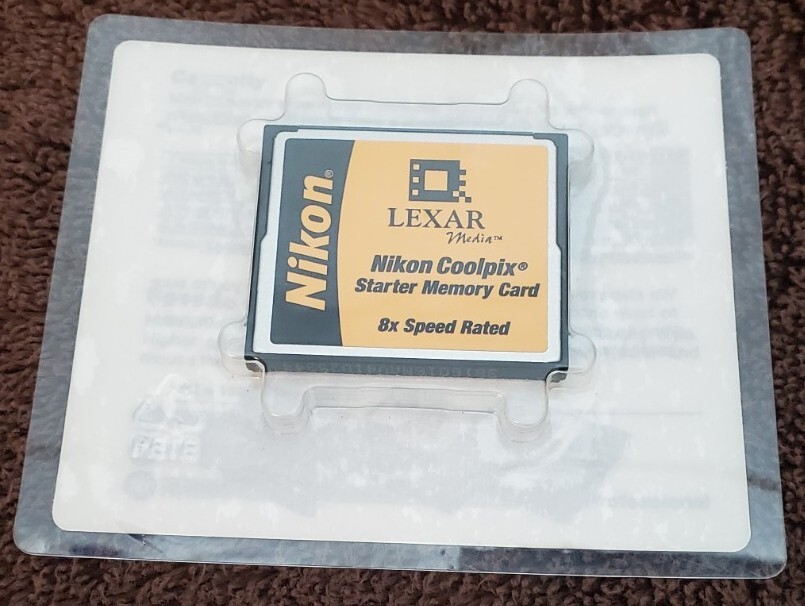 Nikon®
LEXAR
Media™
Nikon Coolpix®
Starter Memory Card
8x Speed Rated